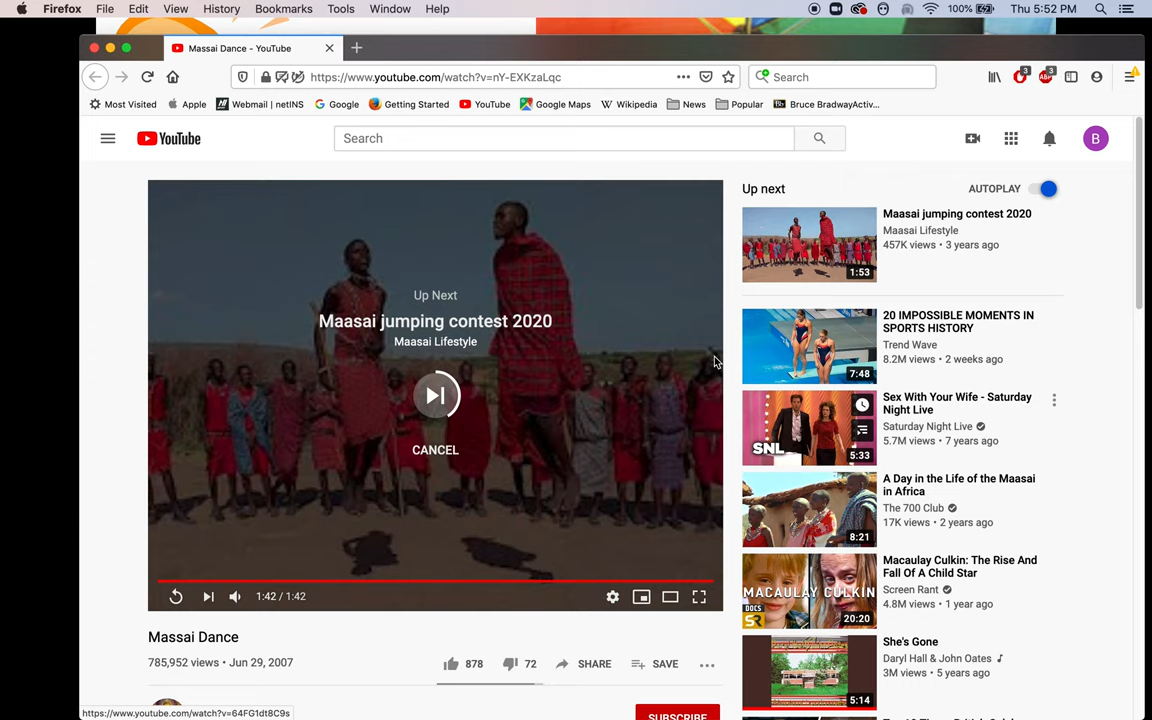 Firefox File Edit View History Bookmarks Tools Window Help 100% Thu 5:52 PM
Massai Dance - YouTube
https://www.youtube.com/watch?v=nY-EXKzaLqc
Search
3
3
Most Visited Apple Webmail | netINS Google Getting Started YouTube Google Maps Wikipedia News Popular Bruce BradwayActiv...
YouTube
Search
B
Up next
AUTOPLAY
Up Next
Maasai jumping contest 2020
Maasai Lifestyle
CANCEL
1:42 / 1:42
Massai Dance
785,952 views • Jun 29, 2007
878
72
SHARE
SAVE
SUBSCRIBE
https://www.youtube.com/watch?v=64FG1dt8C9s
1:53
Maasai jumping contest 2020
Maasai Lifestyle
457K views • 3 years ago
7:48
20 IMPOSSIBLE MOMENTS IN
SPORTS HISTORY
Trend Wave
8.2M views • 2 weeks ago
SNL
5:33
Sex With Your Wife - Saturday
Night Live
Saturday Night Live
5.7M views • 7 years ago
8:21
A Day in the Life of the Maasai
in Africa
The 700 Club
17K views • 2 years ago
MACAULAY CULKIN
DOCS
SR
20:20
Macaulay Culkin: The Rise And
Fall Of A Child Star
Screen Rant
4.8M views • 1 year ago
5:14
She's Gone
Daryl Hall & John Oates
3M views • 5 years ago